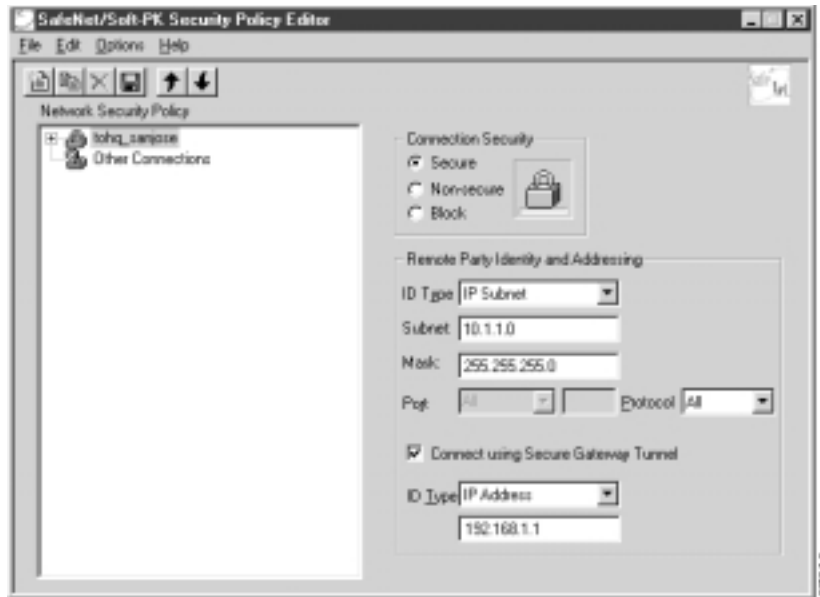 SafeNet/Soft-PK Security Policy Editor
File Edit Options Help
Network Security Policy
tohq_sanjose
Other Connections
Connection Security
Secure
Non-secure
Block
Remote Party Identity and Addressing
ID Type IP Subnet
Subnet 10.1.1.0
Mask: 255.255.255.0
Port All Protocol All
Connect using Secure Gateway Tunnel
ID Type IP Address
192.168.1.1